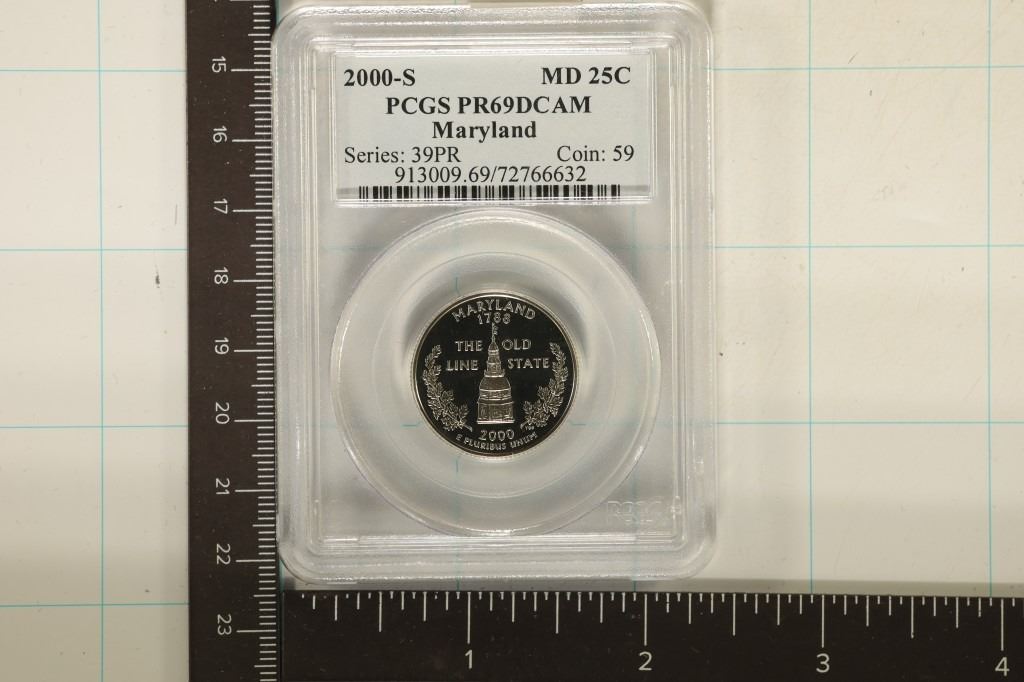 2000-S MD 25C
PCGS PR69DCAM
Maryland
Series: 39PR Coin: 59
913009.69/72766632
MARYLAND
1788
THE OLD
LINE STATE
2000
E PLURIBUS UNUM
PCGS
15
16
17
18
19
20
21
22
23
1 2 3 4